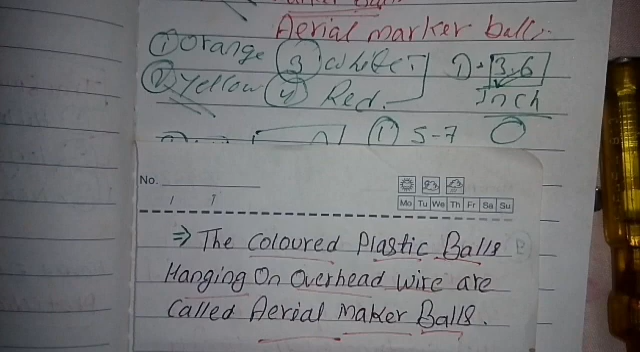 Aerial marker balls.
① Orange ③ White
② Yellow ④ Red.
D = 3.6
Inch
① 5-7
No.
Mo Tu We Th Fr Sa Su
⇒ The Coloured Plastic Balls
Hanging On Overhead wire are
Called Aerial Maker Balls.